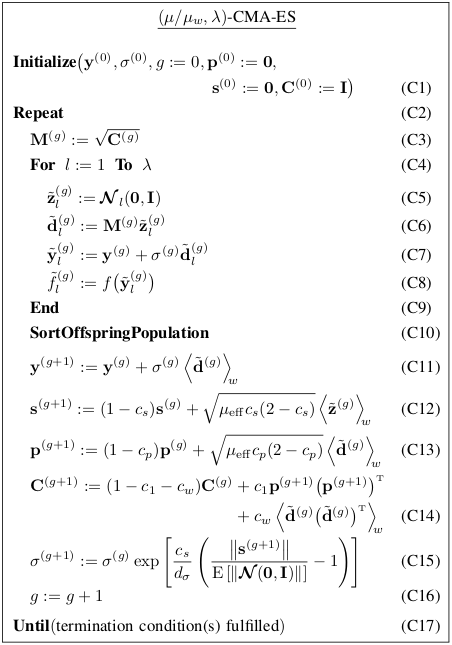 (μ/μ_w, λ)-CMA-ES
Initialize(y^(0), σ^(0), g := 0, p^(0) := 0,
s^(0) := 0, C^(0) := I) (C1)
Repeat (C2)
M^(g) := √C^(g) (C3)
For l := 1 To λ (C4)
z̃_l^(g) := 𝓝_l(0, I) (C5)
d̃_l^(g) := M^(g) z̃_l^(g) (C6)
ỹ_l^(g) := y^(g) + σ^(g) d̃_l^(g) (C7)
f̃_l^(g) := f(ỹ_l^(g)) (C8)
End (C9)
SortOffspringPopulation (C10)
y^(g+1) := y^(g) + σ^(g) ⟨d̃^(g)⟩_w (C11)
s^(g+1) := (1 − c_s)s^(g) + √(μ_eff c_s(2 − c_s)) ⟨z̃^(g)⟩_w (C12)
p^(g+1) := (1 − c_p)p^(g) + √(μ_eff c_p(2 − c_p)) ⟨d̃^(g)⟩_w (C13)
C^(g+1) := (1 − c_1 − c_w)C^(g) + c_1 p^(g+1)(p^(g+1))^T
+ c_w ⟨d̃^(g)(d̃^(g))^T⟩_w (C14)
σ^(g+1) := σ^(g) exp[c_s/d_σ (‖s^(g+1)‖/E[‖𝓝(0, I)‖] − 1)] (C15)
g := g + 1 (C16)
Until(termination condition(s) fulfilled) (C17)